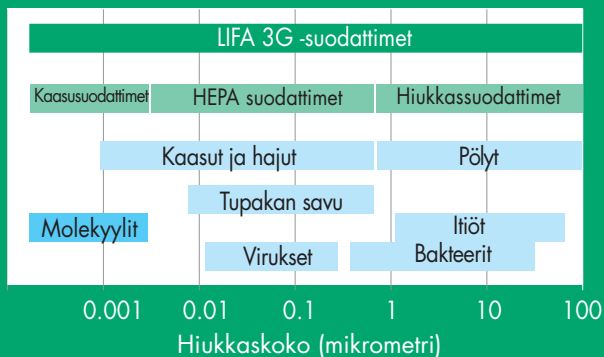 LIFA 3G -suodattimet
Kaasusuodattimet HEPA suodattimet Hiukkassuodattimet
Kaasut ja hajut Pölyt
Tupakan savu
Molekyylit Itiöt
Virukset Bakteerit
0.001 0.01 0.1 1 10 100
Hiukkaskoko (mikrometri)